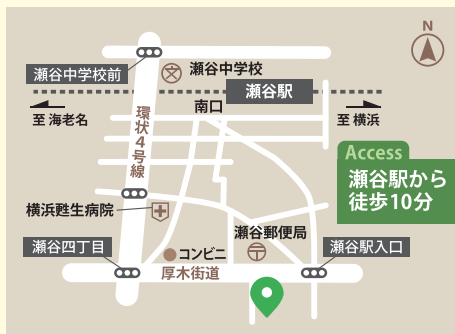 N
瀬谷中学校前
瀬谷中学校
瀬谷駅
至 海老名
南口
至 横浜
環状4号線
Access
瀬谷駅から
徒歩10分
横浜甦生病院
瀬谷郵便局
瀬谷四丁目
コンビニ
瀬谷駅入口
厚木街道